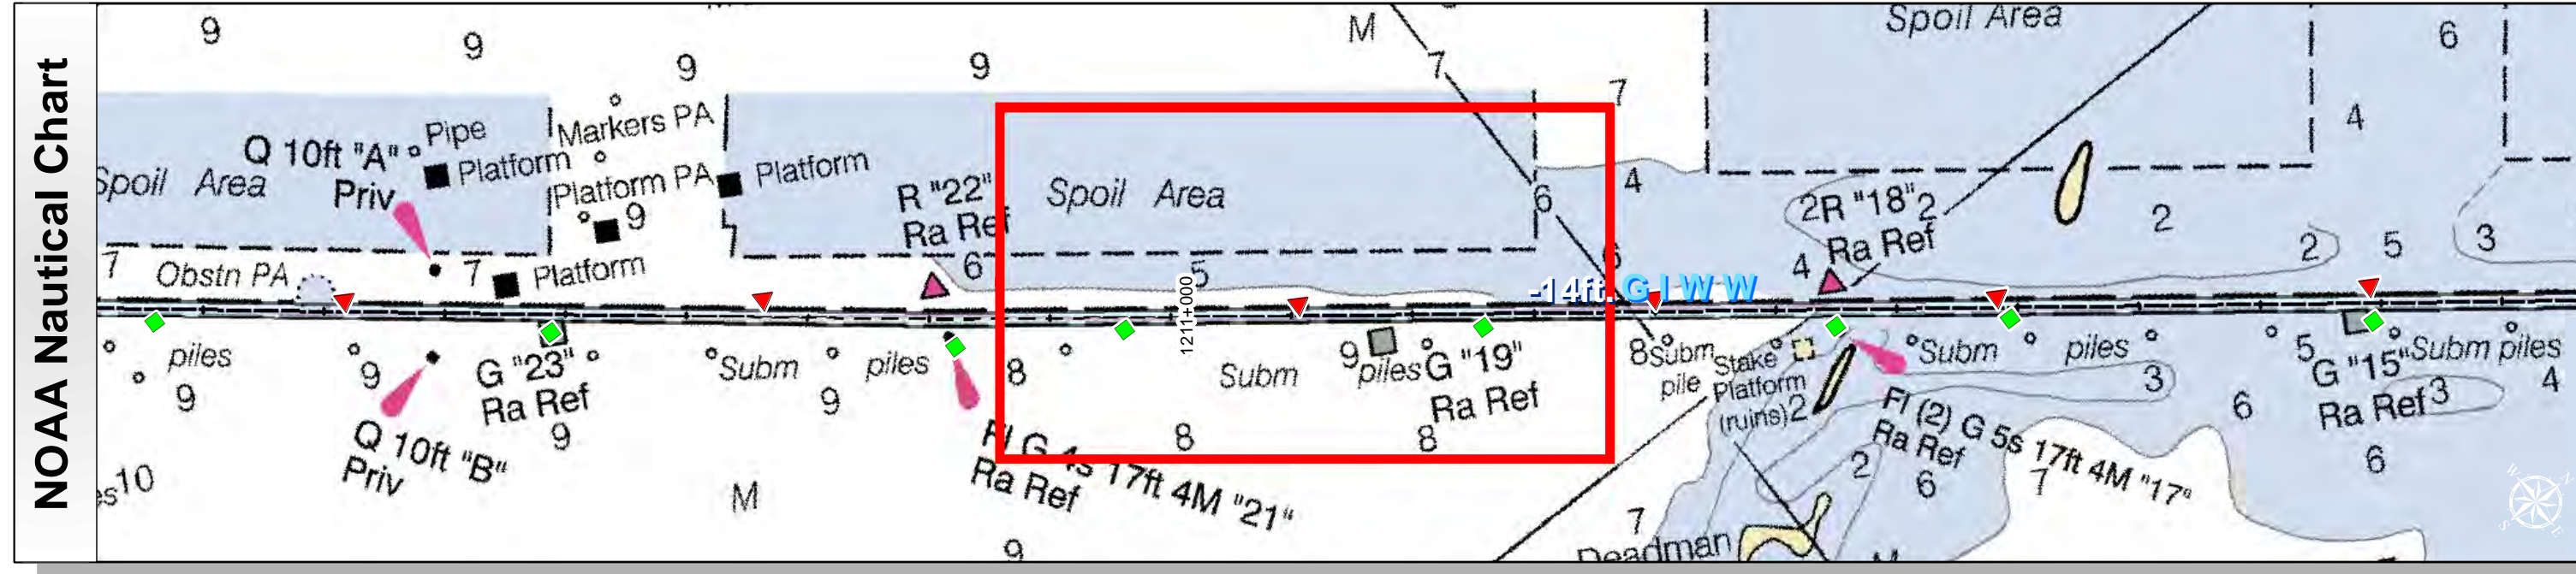 NOAA Nautical Chart
9
9
9
9
M
7
7
Spoil Area
6
4
Pipe
Q 10ft "A"
Priv
Platform
Spoil Area
Markers PA
Platform PA
9
Platform
R "22"
Ra Ref
Spoil Area
6
4
2
R "18"
2
Ra Ref
2
2
5
3
7
Obstn PA
7
Platform
6
5
6
4
-14ft. GIWW
1211+000
piles
9
9
G "23"
Ra Ref
9
Subm
piles
9
8
Subm
9
piles
G "19"
Ra Ref
8
Subm
pile
Stake
Platform
(ruins)
2
Subm
piles
3
5
G "15"
Ra Ref
Subm piles
3
4
Q 10ft "B"
Priv
10
M
Fl G 4s 17ft 4M "21"
Ra Ref
8
8
9
7
Deadman
Fl (2) G 5s 17ft 4M "17"
Ra Ref
2
6
7
6
6
M
N
E
S
W